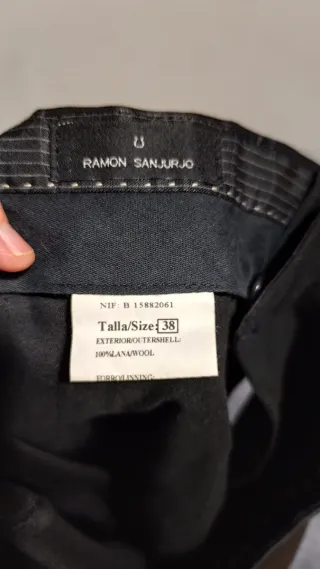 RAMON SANJURJO
NIF: B 15882061
Talla/Size: 38
EXTERIOR/OUTERSHELL:
100%LANA/WOOL
FORRO/LINNING: